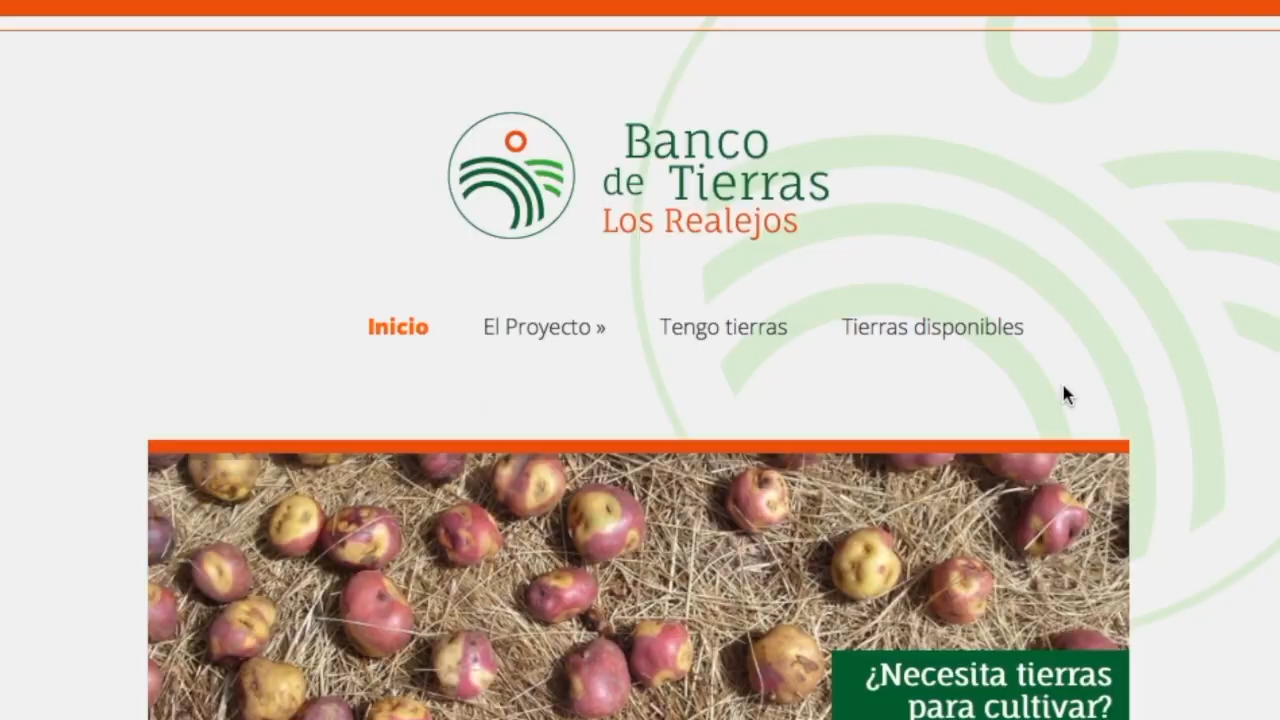 Banco
de Tierras
Los Realejos
Inicio El Proyecto » Tengo tierras Tierras disponibles
¿Necesita tierras
para cultivar?